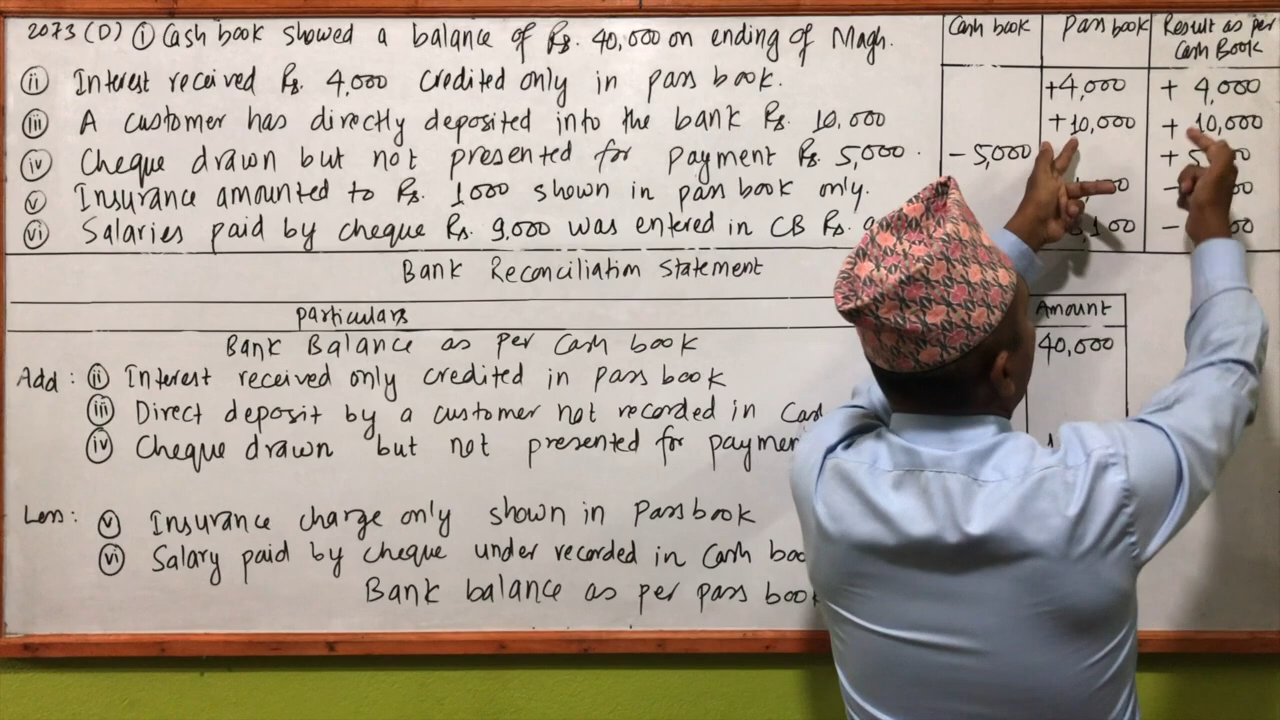 2073 (D) (i) Cash book showed a balance of Rs. 40,000 on ending of Magh.
(ii) Interest received Rs. 4,000 credited only in pass book.
(iii) A customer has directly deposited into the bank Rs. 10,000
(iv) Cheque drawn but not presented for payment Rs. 5,000.
(v) Insurance amounted to Rs. 1000 shown in pass book only.
(vi) Salaries paid by cheque Rs. 9,000 was entered in CB Rs.
Cash book Pass book Result as per Cash Book
+4,000 + 4,000
+10,000 + 10,000
- 5,000 +
-
-
Bank Reconciliation Statement
particulars Amount
Bank Balance as per Cash book 40,000
Add: (ii) Interest received only credited in pass book
(iii) Direct deposit by a customer not recorded in
(iv) Cheque drawn but not presented for
Less: (v) Insurance charge only shown in Passbook
(vi) Salary paid by cheque under recorded in Cash
Bank balance as per pass book